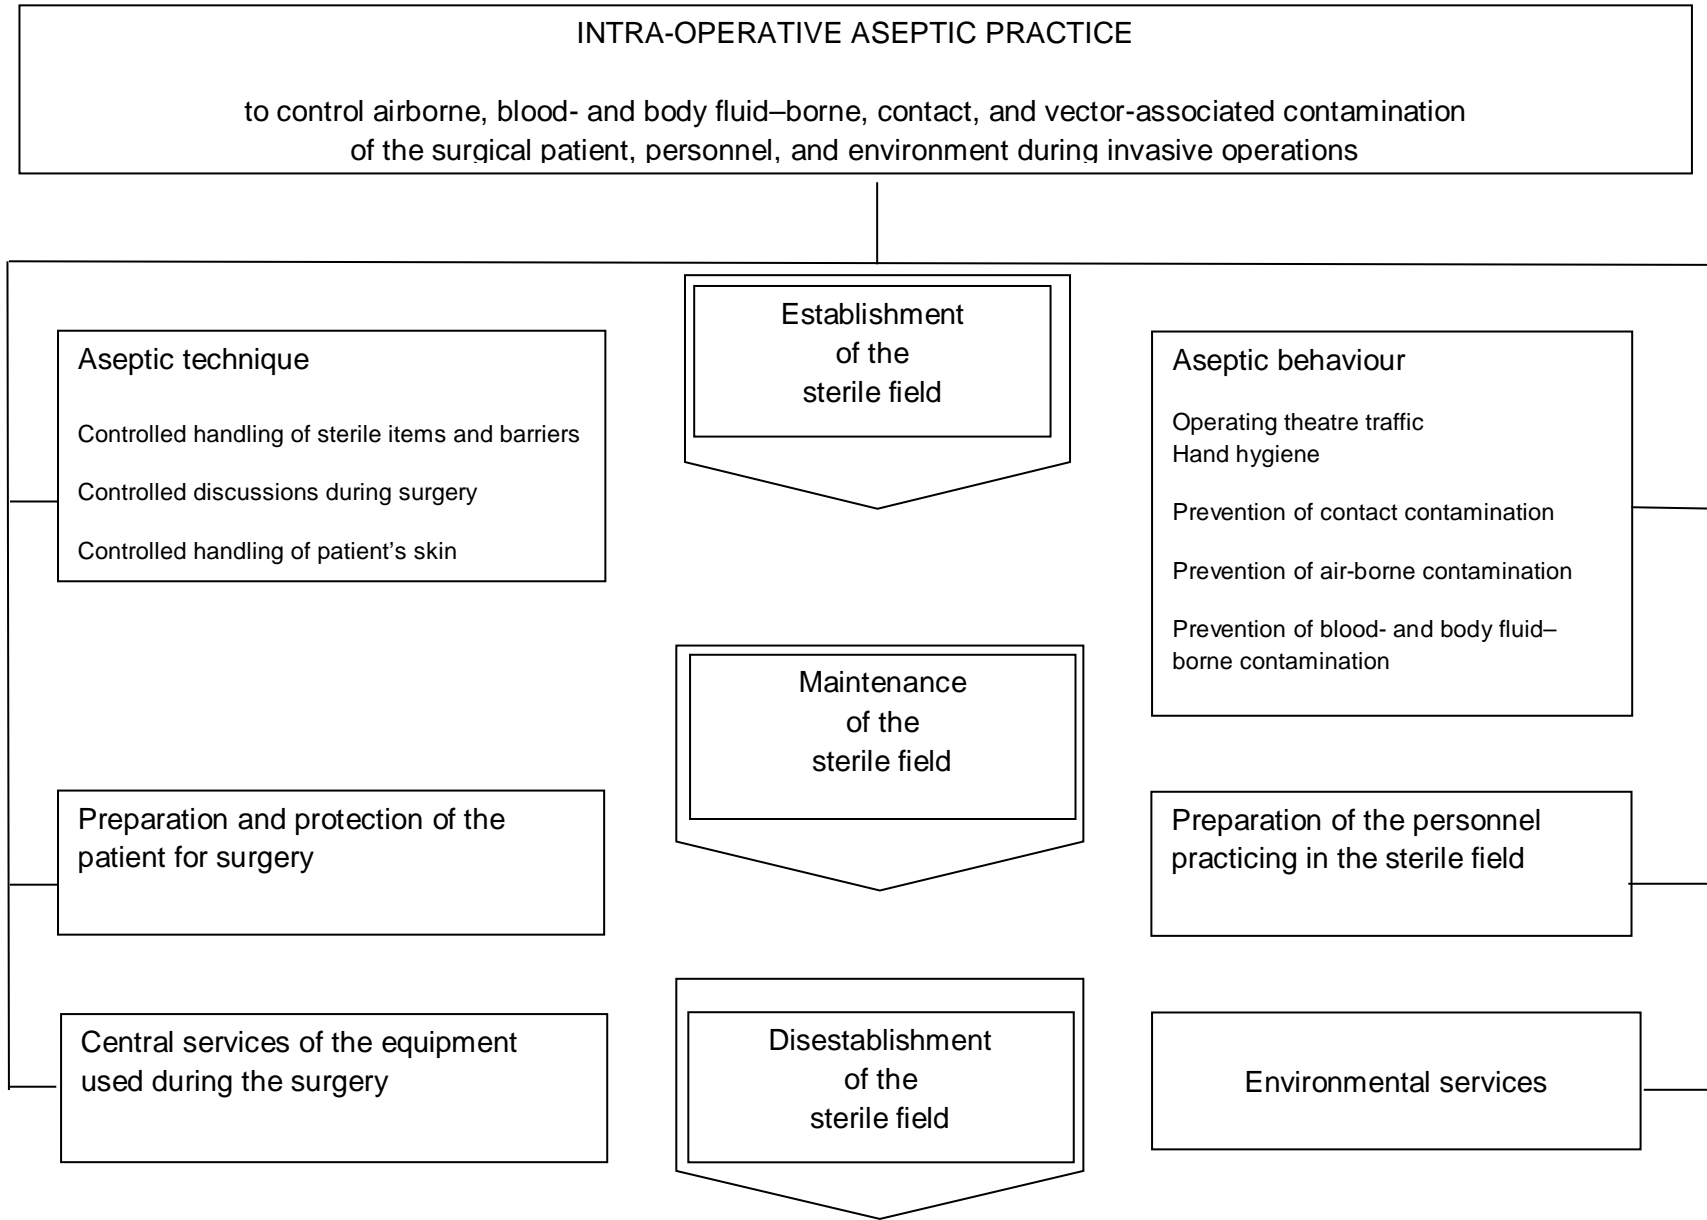 INTRA-OPERATIVE ASEPTIC PRACTICE
to control airborne, blood- and body fluid–borne, contact, and vector-associated contamination
of the surgical patient, personnel, and environment during invasive operations
Establishment
of the
sterile field
Aseptic technique
Controlled handling of sterile items and barriers
Controlled discussions during surgery
Controlled handling of patient’s skin
Aseptic behaviour
Operating theatre traffic
Hand hygiene
Prevention of contact contamination
Prevention of air-borne contamination
Prevention of blood- and body fluid–
borne contamination
Maintenance
of the
sterile field
Preparation and protection of the
patient for surgery
Preparation of the personnel
practicing in the sterile field
Central services of the equipment
used during the surgery
Disestablishment
of the
sterile field
Environmental services